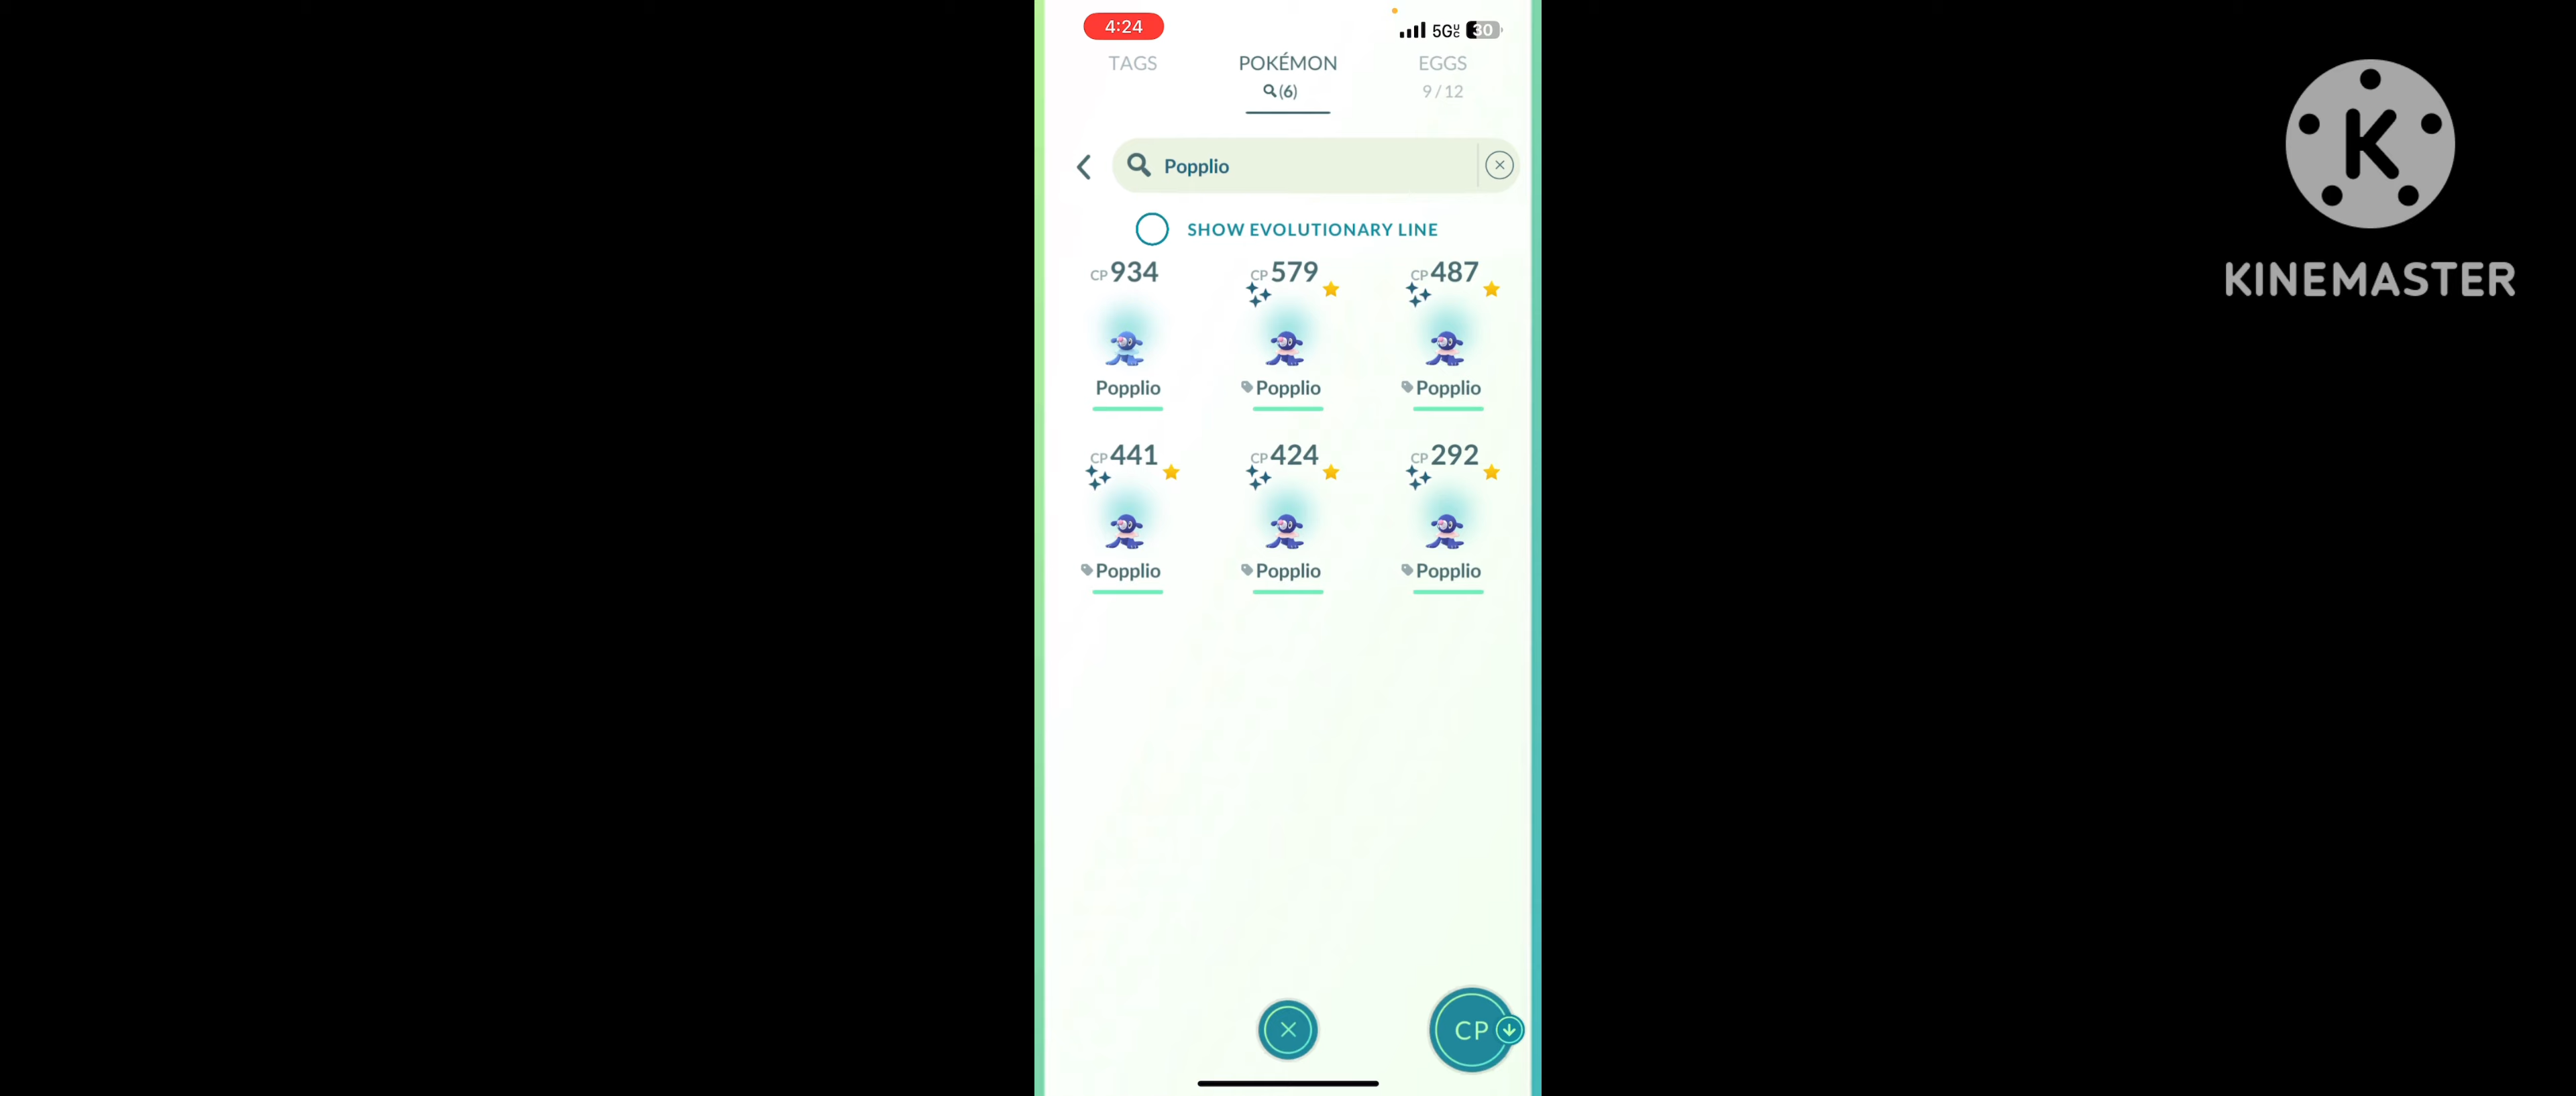 4:24
5G UC 30
TAGS POKÉMON EGGS
(6) 9 / 12
Popplio
SHOW EVOLUTIONARY LINE
CP 934 CP 579 CP 487
Popplio Popplio Popplio
CP 441 CP 424 CP 292
Popplio Popplio Popplio
CP
K
KINEMASTER